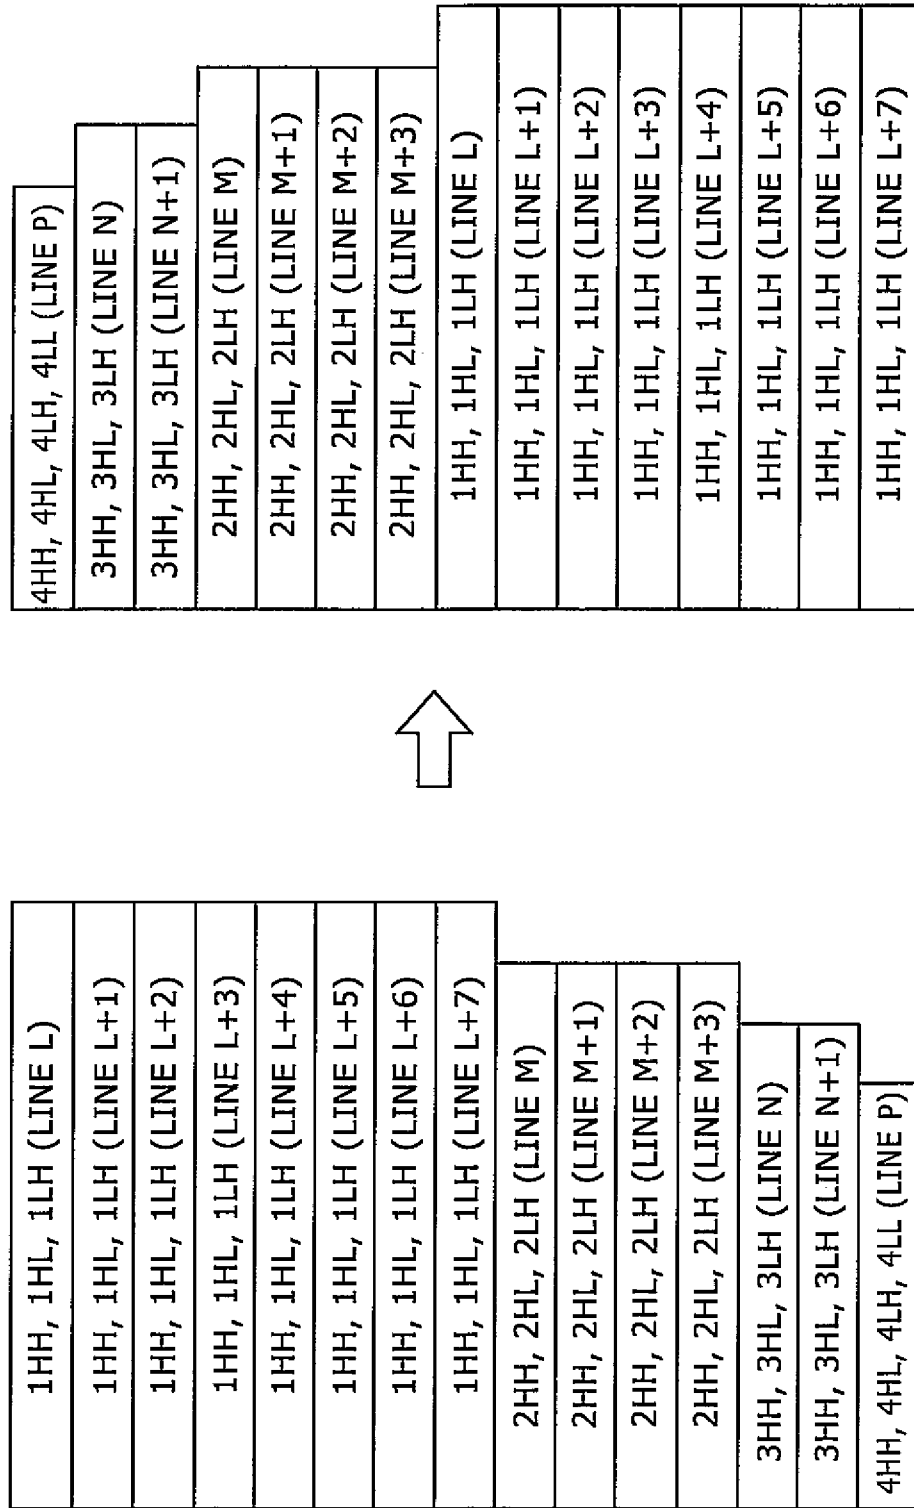 1HH, 1HL, 1LH (LINE L)
1HH, 1HL, 1LH (LINE L+1)
1HH, 1HL, 1LH (LINE L+2)
1HH, 1HL, 1LH (LINE L+3)
1HH, 1HL, 1LH (LINE L+4)
1HH, 1HL, 1LH (LINE L+5)
1HH, 1HL, 1LH (LINE L+6)
1HH, 1HL, 1LH (LINE L+7)
2HH, 2HL, 2LH (LINE M)
2HH, 2HL, 2LH (LINE M+1)
2HH, 2HL, 2LH (LINE M+2)
2HH, 2HL, 2LH (LINE M+3)
3HH, 3HL, 3LH (LINE N)
3HH, 3HL, 3LH (LINE N+1)
4HH, 4HL, 4LH, 4LL (LINE P)
4HH, 4HL, 4LH, 4LL (LINE P)
3HH, 3HL, 3LH (LINE N)
3HH, 3HL, 3LH (LINE N+1)
2HH, 2HL, 2LH (LINE M)
2HH, 2HL, 2LH (LINE M+1)
2HH, 2HL, 2LH (LINE M+2)
2HH, 2HL, 2LH (LINE M+3)
1HH, 1HL, 1LH (LINE L)
1HH, 1HL, 1LH (LINE L+1)
1HH, 1HL, 1LH (LINE L+2)
1HH, 1HL, 1LH (LINE L+3)
1HH, 1HL, 1LH (LINE L+4)
1HH, 1HL, 1LH (LINE L+5)
1HH, 1HL, 1LH (LINE L+6)
1HH, 1HL, 1LH (LINE L+7)